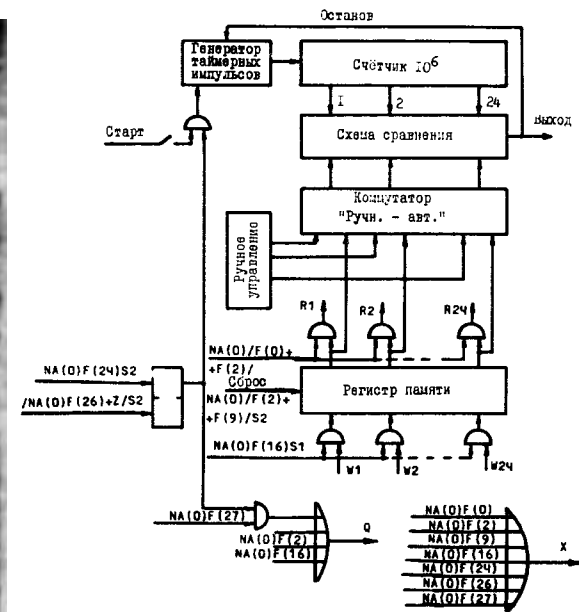 Останов
Генератор
таймерных
импульсов
Счётчик 10⁶
1
2
24
Старт
Схема сравнения
Выход
Коммутатор
"Ручн. - авт."
Ручное
управление
R1
R2
R24
NA(0)/F(0)+
+F(2)/
NA(0)F(24)S2
Сброс
Регистр памяти
/NA(0)F(26)+Z/S2
NA(0)/F(2)+
+F(9)/S2
NA(0)F(16)S1
W1
W2
W24
NA(0)F(27)
NA(0)F(2)
NA(0)F(16)
Q
NA(0)F(0)
NA(0)F(2)
NA(0)F(9)
NA(0)F(16)
NA(0)F(24)
NA(0)F(26)
NA(0)F(27)
X